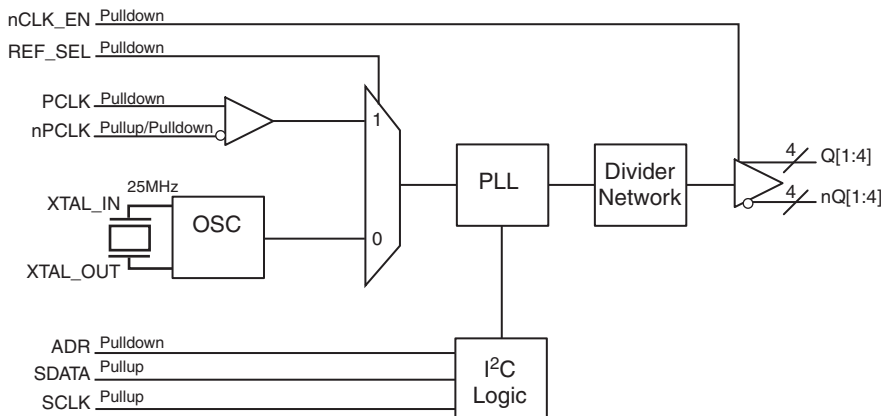 nCLK_EN Pulldown
REF_SEL Pulldown
PCLK Pulldown
nPCLK Pullup/Pulldown
1
4
Q[1:4]
4
nQ[1:4]
PLL
Divider
Network
25MHz
XTAL_IN
OSC
0
XTAL_OUT
ADR Pulldown
SDATA Pullup
SCLK Pullup
I²C
Logic